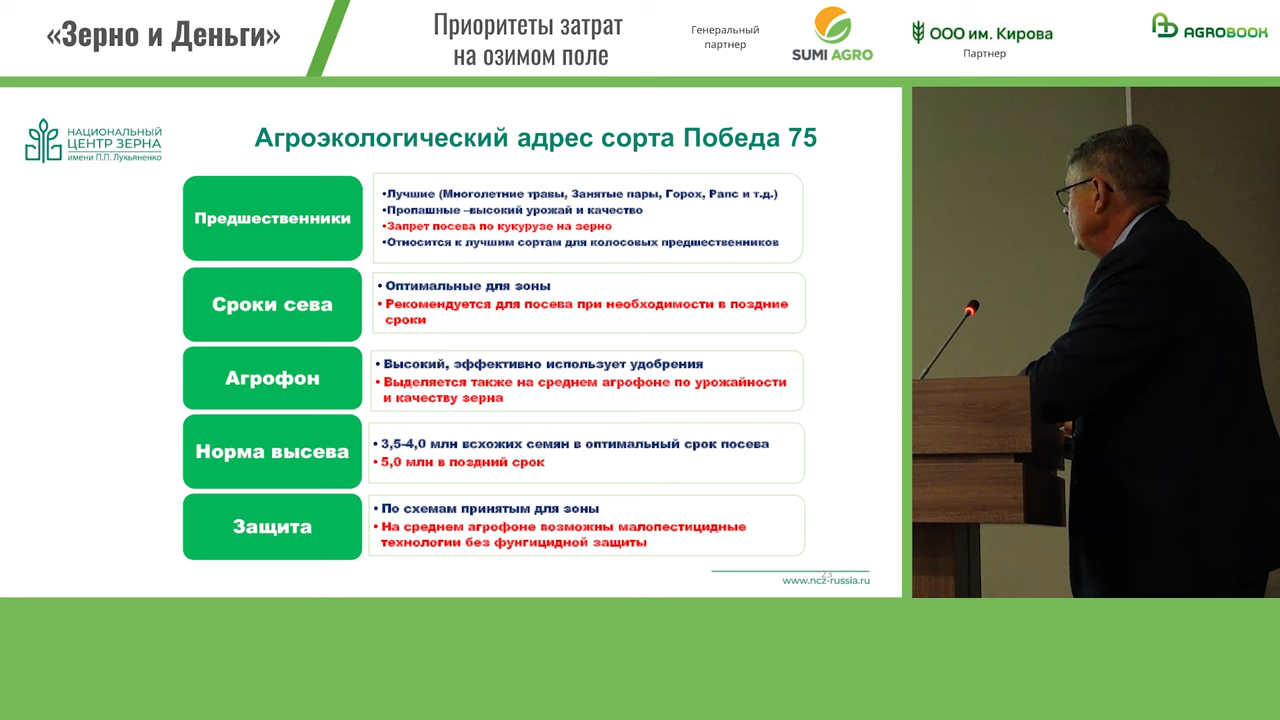 «Зерно и Деньги»
Приоритеты затрат
на озимом поле
Генеральный
партнер
SUMI AGRO
ООО им. Кирова
Партнер
AGROBOOK
НАЦИОНАЛЬНЫЙ
ЦЕНТР ЗЕРНА
имени П.П. Лукьяненко
Агроэкологический адрес сорта Победа 75
Предшественники
•Лучшие (Многолетние травы, Занятые пары, Горох, Рапс и т.д.)
•Пропашные –высокий урожай и качество
•Запрет посева по кукурузе на зерно
•Относится к лучшим сортам для колосовых предшественников
Сроки сева
• Оптимальные для зоны
• Рекомендуется для посева при необходимости в поздние
сроки
Агрофон
• Высокий, эффективно использует удобрения
• Выделяется также на среднем агрофоне по урожайности
и качеству зерна
Норма высева
• 3,5-4,0 млн всхожих семян в оптимальный срок посева
• 5,0 млн в поздний срок
Защита
• По схемам принятым для зоны
• На среднем агрофоне возможны малопестицидные
технологии без фунгицидной защиты
23
www.ncz-russia.ru